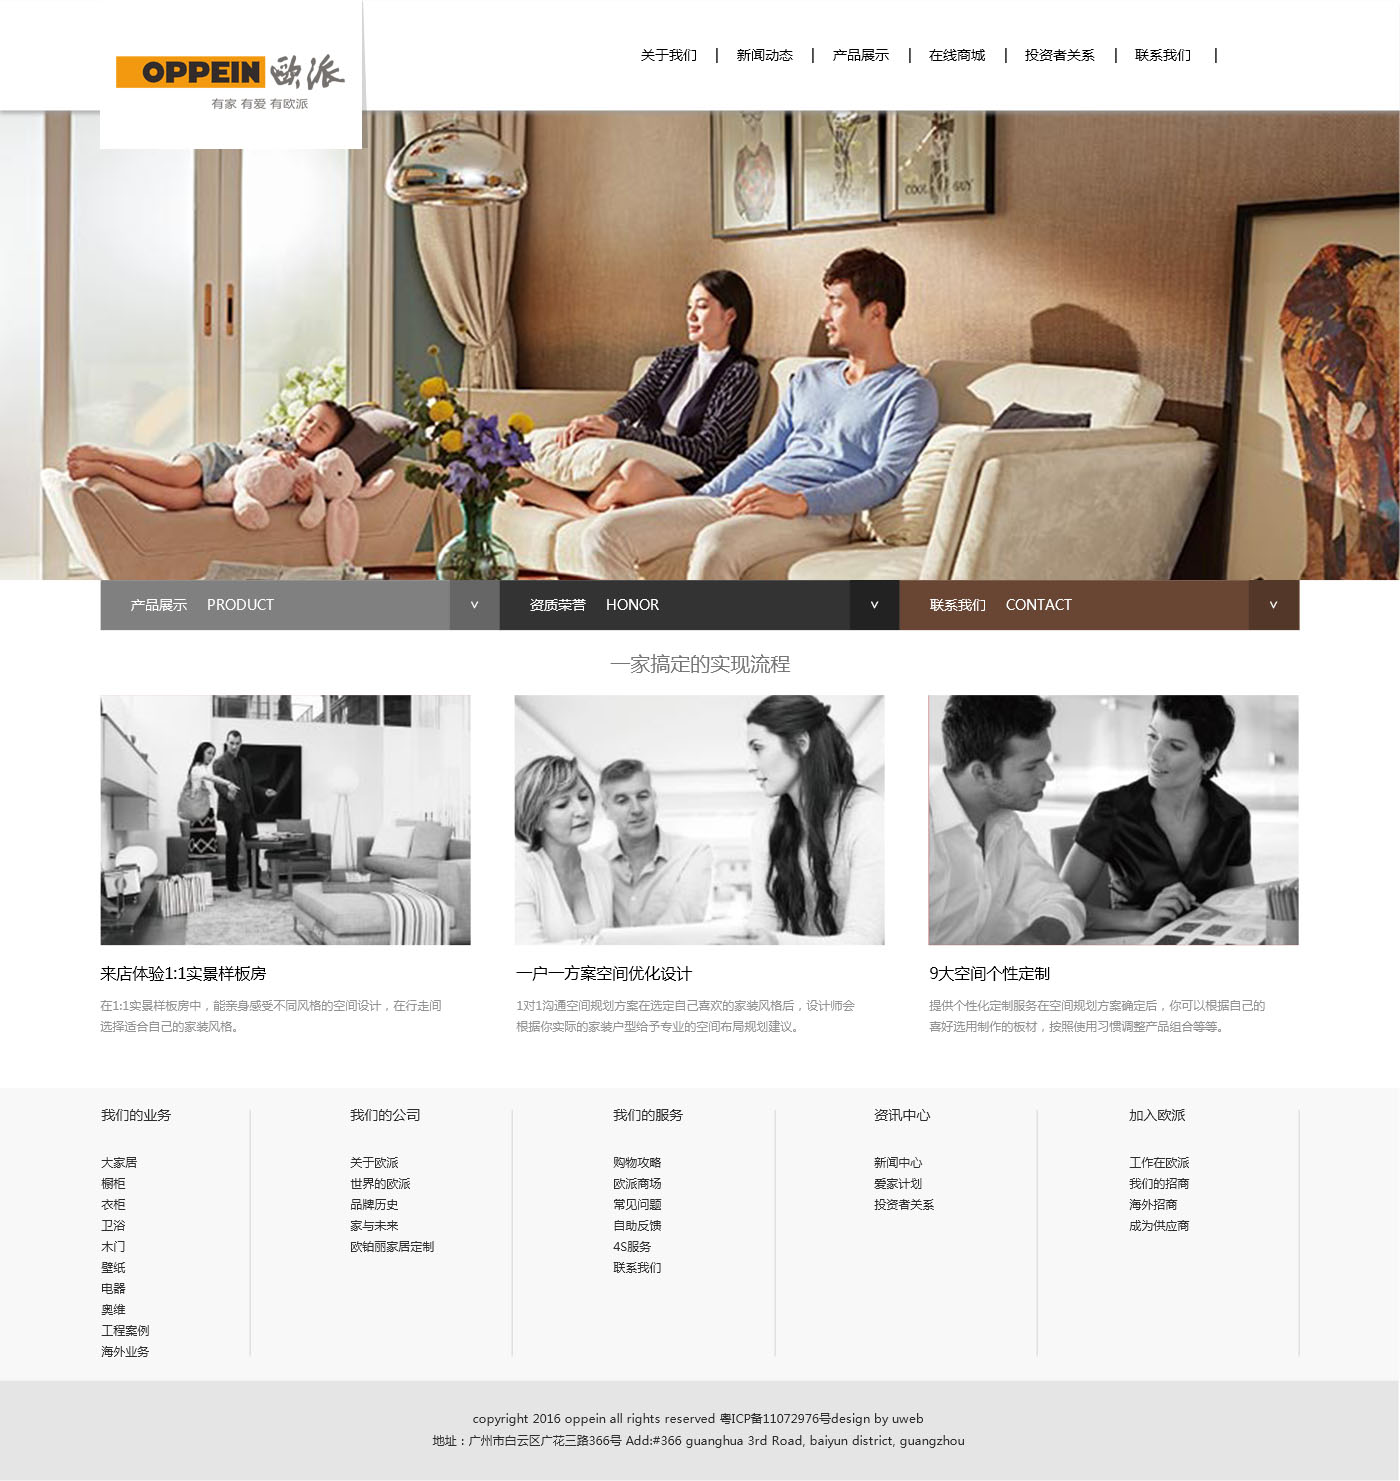 OPPEIN 欧派
有家 有爱 有欧派
关于我们 | 新闻动态 | 产品展示 | 在线商城 | 投资者关系 | 联系我们 |
COOL GUY
产品展示 PRODUCT v 资质荣誉 HONOR v 联系我们 CONTACT v
一家搞定的实现流程
来店体验1:1实景样板房
在1:1实景样板房中，能亲身感受不同风格的空间设计，在行走间
选择适合自己的家装风格。
一户一方案空间优化设计
1对1沟通空间规划方案在选定自己喜欢的家装风格后，设计师会
根据你实际的家装户型给予专业的空间布局规划建议。
9大空间个性定制
提供个性化定制服务在空间规划方案确定后，你可以根据自己的
喜好选用制作的板材，按照使用习惯调整产品组合等等。
我们的业务
大家居
橱柜
衣柜
卫浴
木门
壁纸
电器
奥维
工程案例
海外业务
我们的公司
关于欧派
世界的欧派
品牌历史
家与未来
欧铂丽家居定制
我们的服务
购物攻略
欧派商场
常见问题
自助反馈
4S服务
联系我们
资讯中心
新闻中心
爱家计划
投资者关系
加入欧派
工作在欧派
我们的招商
海外招商
成为供应商
copyright 2016 oppein all rights reserved 粤ICP备11072976号design by uweb
地址：广州市白云区广花三路366号 Add:#366 guanghua 3rd Road, baiyun district, guangzhou